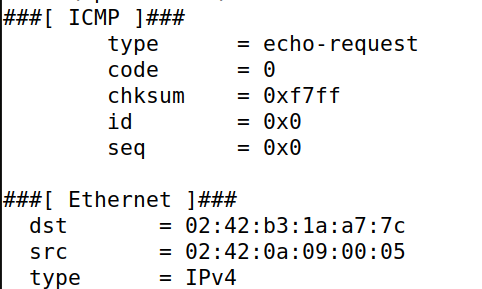 ###[ ICMP ]###
        type      = echo-request
        code      = 0
        chksum    = 0xf7ff
        id        = 0x0
        seq       = 0x0

###[ Ethernet ]###
  dst       = 02:42:b3:1a:a7:7c
  src       = 02:42:0a:09:00:05
  type      = IPv4